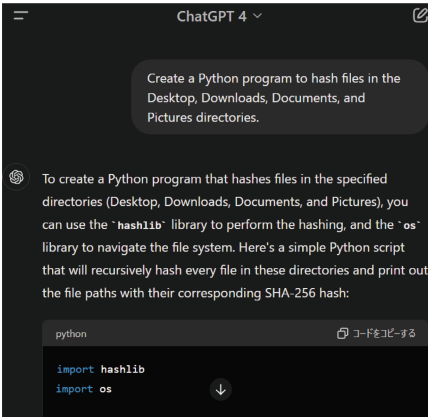 ChatGPT 4
Create a Python program to hash files in the
Desktop, Downloads, Documents, and
Pictures directories.
To create a Python program that hashes files in the specified
directories (Desktop, Downloads, Documents, and Pictures), you
can use the `hashlib` library to perform the hashing, and the `os`
library to navigate the file system. Here's a simple Python script
that will recursively hash every file in these directories and print out
the file paths with their corresponding SHA-256 hash:
python コードをコピーする
import hashlib
import os